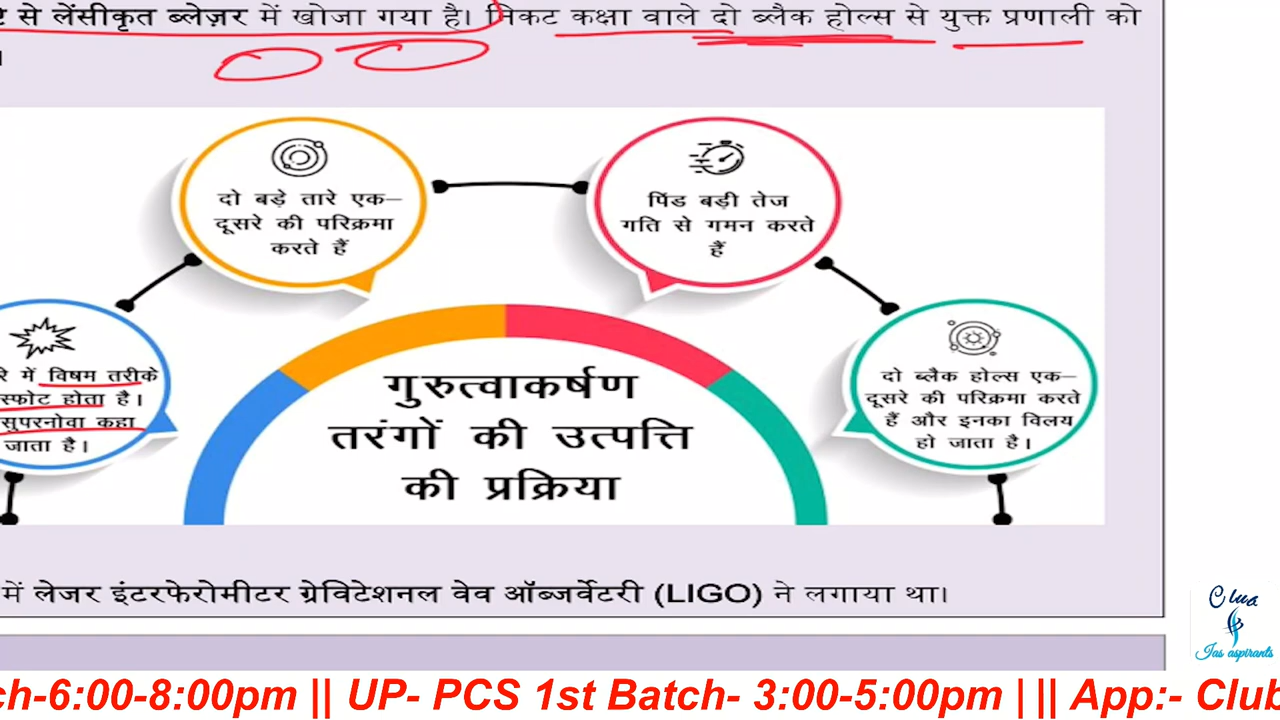 से लेंसीकृत ब्लेज़र में खोजा गया है। निकट कक्षा वाले दो ब्लैक होल्स से युक्त प्रणाली को
।
दो बड़े तारे एक–
दूसरे की परिक्रमा
करते हैं
पिंड बड़ी तेज
गति से गमन करते
हैं
रे में विषम तरीके
स्फोट होता है।
सुपरनोवा कहा
जाता है।
दो ब्लैक होल्स एक–
दूसरे की परिक्रमा करते
हैं और इनका विलय
हो जाता है।
गुरुत्वाकर्षण
तरंगों की उत्पत्ति
की प्रक्रिया
में लेजर इंटरफेरोमीटर ग्रेविटेशनल वेव ऑब्जर्वेटरी (LIGO) ने लगाया था।
Ias aspirants
ch-6:00-8:00pm || UP- PCS 1st Batch- 3:00-5:00pm | || App:- Club